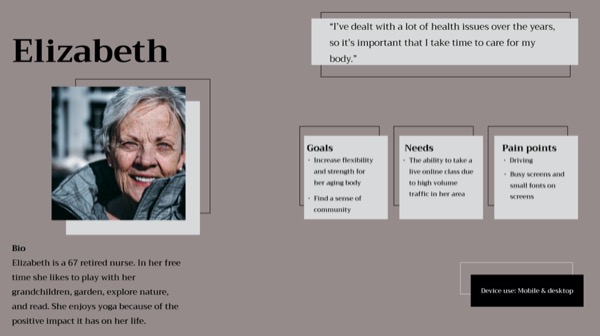 Elizabeth
“I’ve dealt with a lot of health issues over the years,
so it’s important that I take time to care for my
body.”
Goals
· Increase flexibility
and strength for
her aging body
· Find a sense of
community
Needs
· The ability to take a
live online class due
to high volume
traffic in her area
Pain points
· Driving
· Busy screens and
small fonts on
screens
Bio
Elizabeth is a 67 retired nurse. In her free
time she likes to play with her
grandchildren, garden, explore nature,
and read. She enjoys yoga because of the
positive impact it has on her life.
Device use: Mobile & desktop